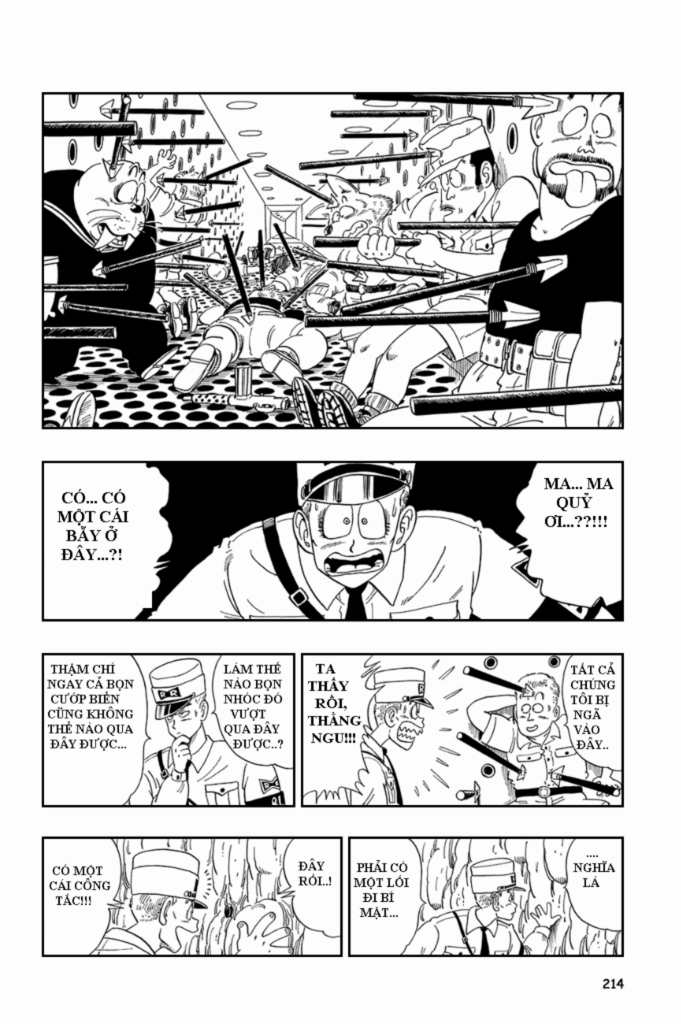 MA... MA
QUỶ
ƠI...??!!!
CÓ... CÓ
MỘT CÁI
BẪY Ở
ĐÂY...?!
TẤT CẢ
CHÚNG
TÔI BỊ
NGÃ
VÀO
ĐÂY..
TA
THẤY
RỒI,
THẰNG
NGU!!!
LÀM THẾ
NÀO BỌN
NHÓC ĐÓ
VƯỢT
QUA ĐÂY
ĐƯỢC..?
THẬM CHÍ
NGAY CẢ BỌN
CƯỚP BIỂN
CŨNG KHÔNG
THỂ NÀO QUA
ĐÂY ĐƯỢC...
....
NGHĨA
LÀ
PHẢI CÓ
MỘT LỐI
ĐI BÍ
MẬT...
ĐÂY
RỒI..!
CÓ MỘT
CÁI CÔNG
TẮC!!!
214